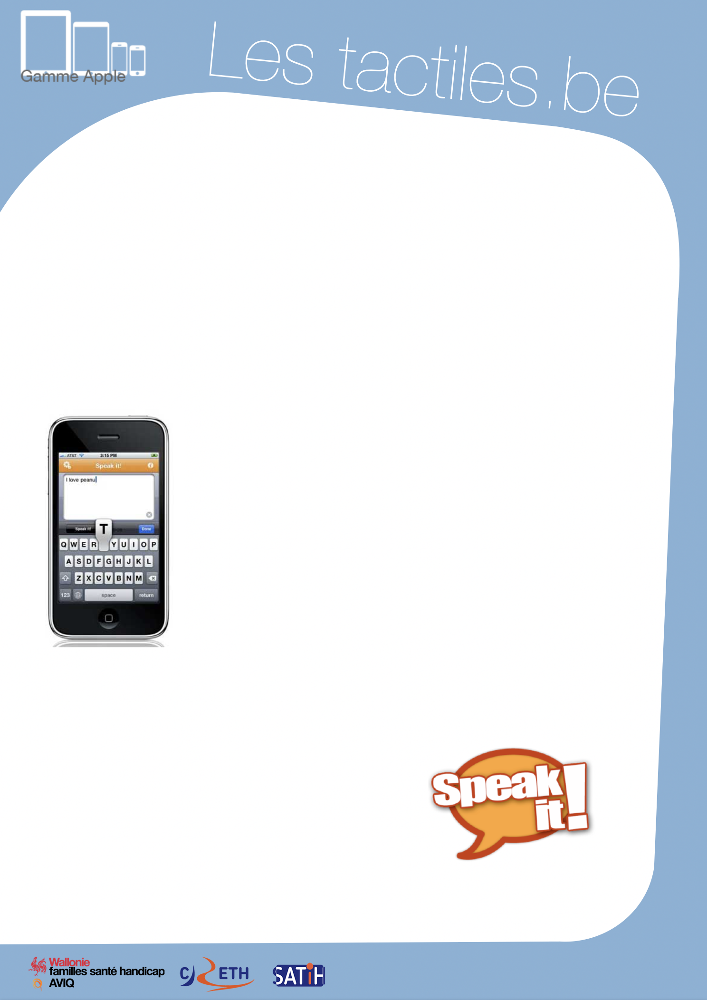 Gamme Apple
Les tactiles.be
AT&T 3:15 PM
Speak it!
I love peanu
Speak it! T Done
Q W E R Y U I O P
A S D F G H J K L
Z X C V B N M
123 space return
Speak
it!
Wallonie
familles santé handicap
AVIQ
C RETH
SATiH